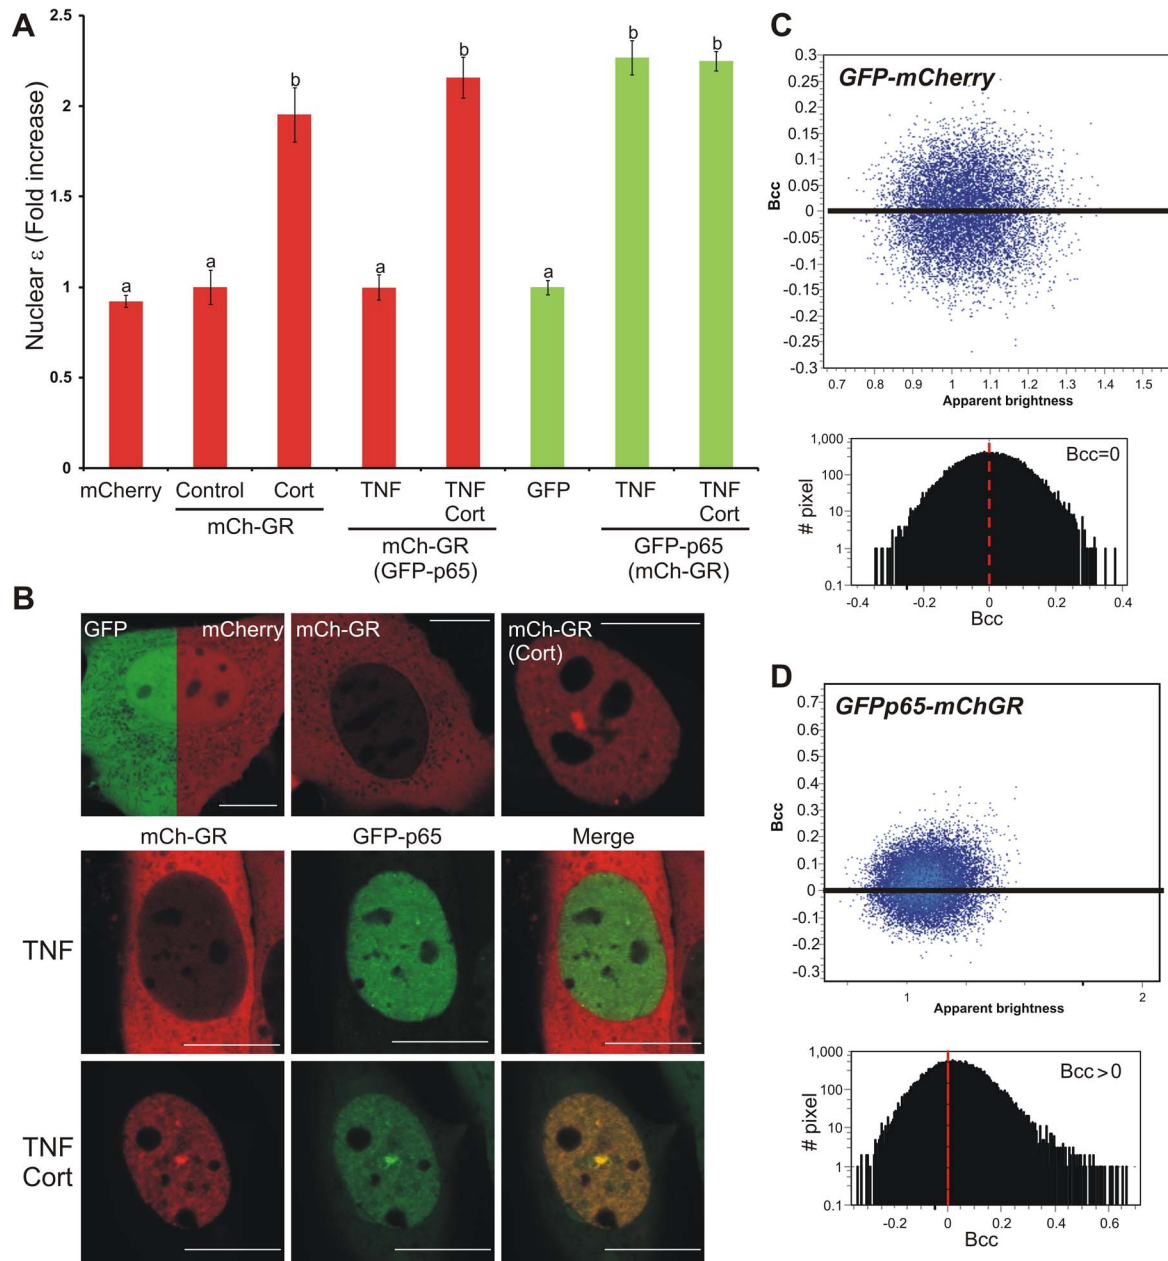 A
Nuclear ε (Fold increase)
2.5
2
1.5
1
0.5
0
a
a
b
a
b
a
b
b
mCherry
Control
Cort
TNF
TNF
Cort
GFP
TNF
TNF
Cort
mCh-GR
mCh-GR
(GFP-p65)
GFP-p65
(mCh-GR)
B
GFP
mCherry
mCh-GR
mCh-GR
(Cort)
mCh-GR
GFP-p65
Merge
TNF
TNF
Cort
C
GFP-mCherry
Bcc
0.3
0.25
0.2
0.15
0.1
0.05
0
-0.05
-0.1
-0.15
-0.2
-0.25
-0.3
0.7 0.8 0.9 1 1.1 1.2 1.3 1.4 1.5
Apparent brightness
# pixel
1,000
100
10
1
0.1
Bcc=0
-0.4 -0.2 0 0.2 0.4
Bcc
D
GFPp65-mChGR
Bcc
0.7
0.6
0.5
0.4
0.3
0.2
0.1
0
-0.1
-0.2
-0.3
1 2
Apparent brightness
# pixel
1,000
100
10
1
0.1
Bcc>0
-0.2 0 0.2 0.4 0.6
Bcc